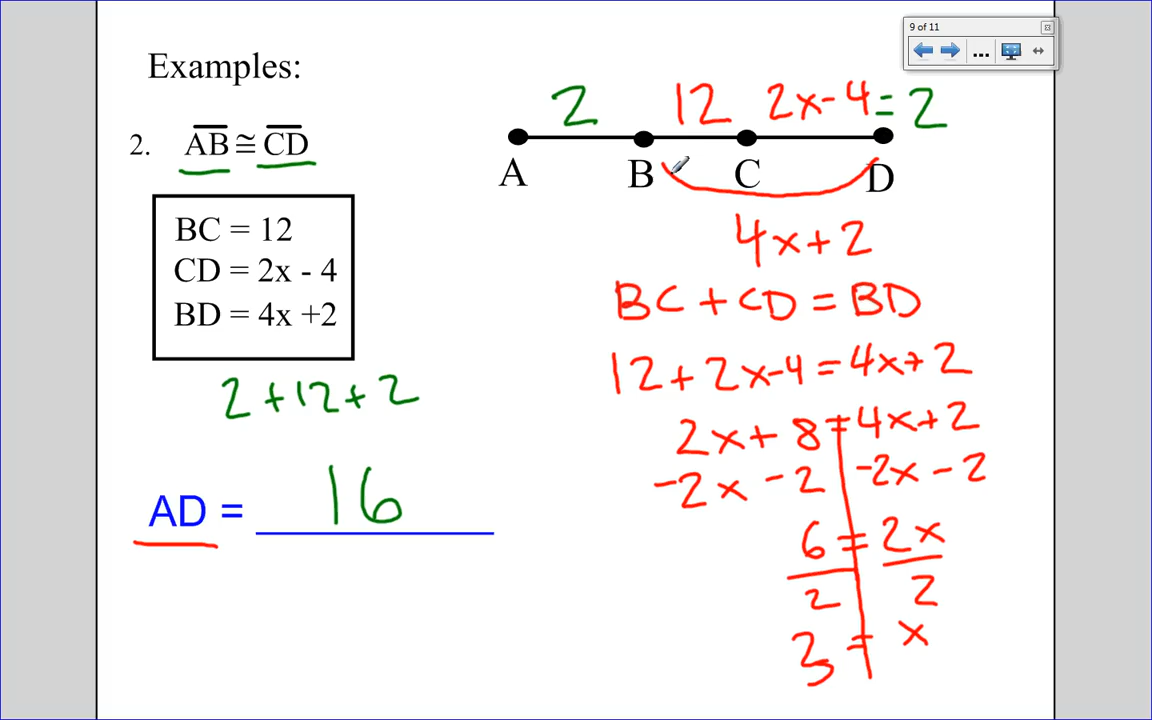 9 of 11
Examples:
2 12 2x-4 = 2
2. AB ≅ CD
A B C D
BC = 12
CD = 2x - 4
BD = 4x +2
4x+2
BC + CD = BD
12 + 2x-4 = 4x+2
2x + 8 = 4x+2
-2x -2 -2x -2
6 = 2x
2 2
3 = x
2 + 12 + 2
AD = 16